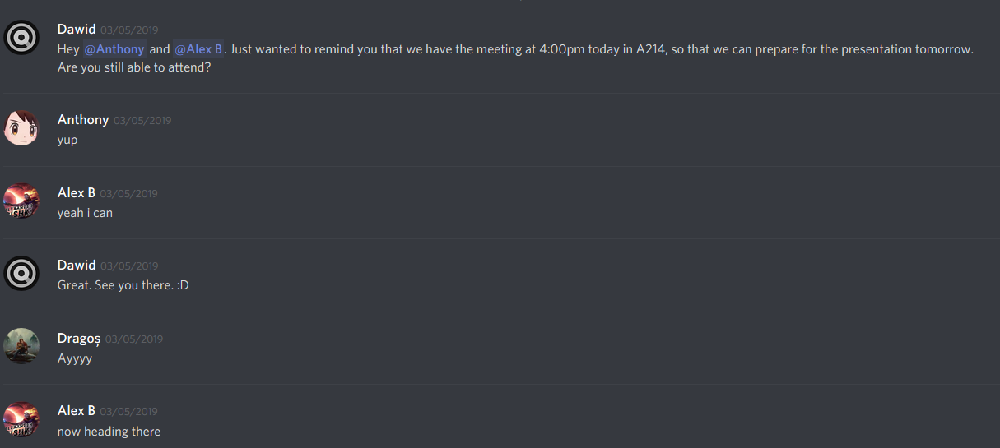 Dawid 03/05/2019
Hey @Anthony and @Alex B. Just wanted to remind you that we have the meeting at 4:00pm today in A214, so that we can prepare for the presentation tomorrow.
Are you still able to attend?
Anthony 03/05/2019
yup
Alex B 03/05/2019
yeah i can
Dawid 03/05/2019
Great. See you there. :D
Dragoș 03/05/2019
Ayyyy
Alex B 03/05/2019
now heading there